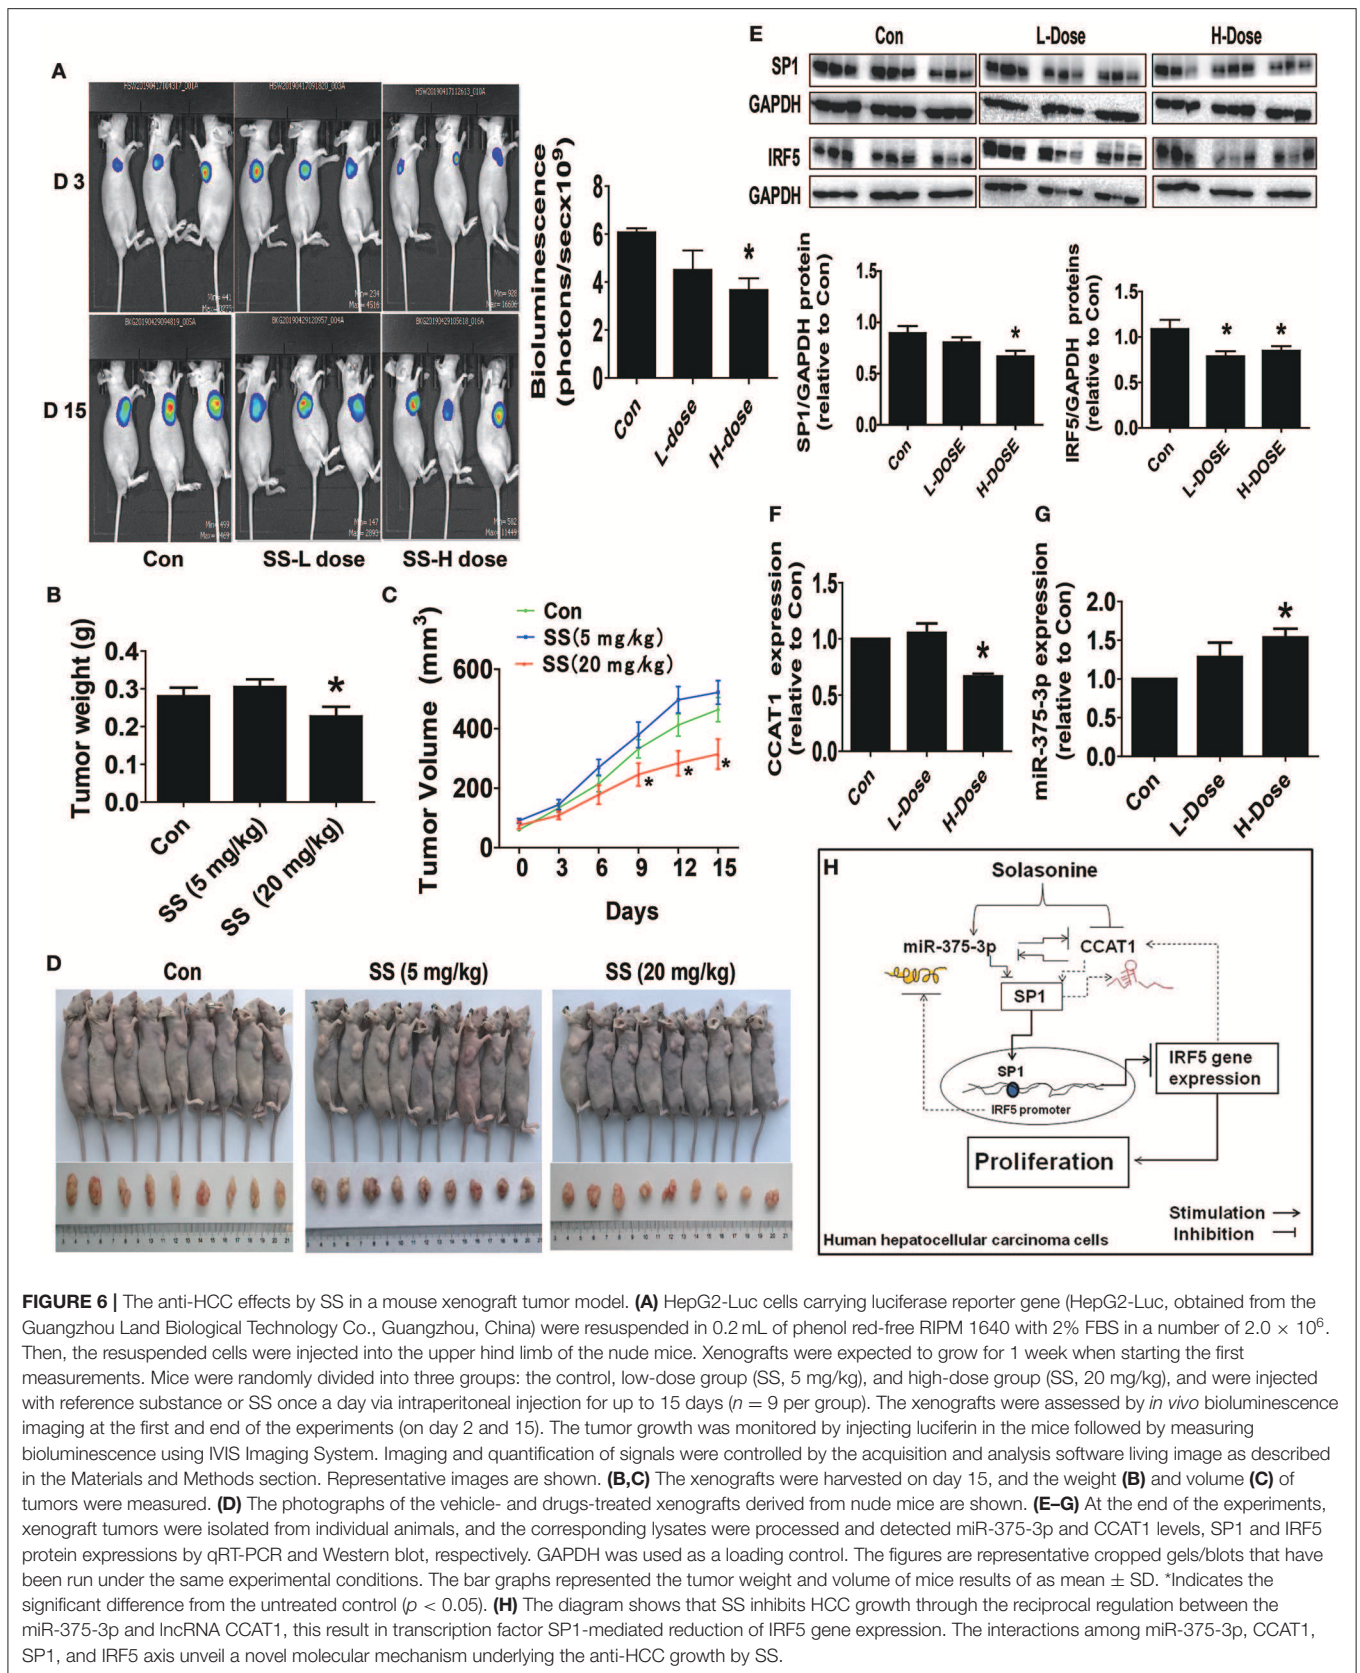 A
HSW20190417104317_001A
HSW20190417091820_003A
HSW20190417112613_010A
D 3
Min= 441
Min= 234
Max= 4516
Min= 928
Max= 16606
BKG20190429094819_005A
BKG20190429120957_004A
BKG20190429105618_016A
D 15
Min= 499
Min= 147
Max= 2893
Min= 582
Max= 11449
Con
SS-L dose
SS-H dose
Bioluminescence
(photons/secx10⁹)
8
6
4
2
0
*
Con
L-dose
H-dose
E
Con
L-Dose
H-Dose
SP1
GAPDH
IRF5
GAPDH
SP1/GAPDH protein
(relative to Con)
1.5
1.0
0.5
0.0
*
Con
L-DOSE
H-DOSE
IRF5/GAPDH proteins
(relative to Con)
1.5
1.0
0.5
0.0
*
*
Con
L-DOSE
H-DOSE
B
Tumor weight (g)
0.4
0.3
0.2
0.1
0.0
*
Con
SS (5 mg/kg)
SS (20 mg/kg)
C
Con
SS(5 mg/kg)
SS(20 mg/kg)
Tumor Volume (mm³)
600
400
200
0
* * *
0 3 6 9 12 15
Days
F
CCAT1 expression
(relative to Con)
1.5
1.0
0.5
0.0
*
Con
L-Dose
H-Dose
G
miR-375-3p expression
(relative to Con)
2.0
1.5
1.0
0.5
0.0
*
Con
L-Dose
H-Dose
D
Con
SS (5 mg/kg)
SS (20 mg/kg)
H
Solasonine
miR-375-3p
CCAT1
SP1
SP1
IRF5 promoter
IRF5 gene
expression
Proliferation
Stimulation
Inhibition
Human hepatocellular carcinoma cells
FIGURE 6 | The anti-HCC effects by SS in a mouse xenograft tumor model. (A) HepG2-Luc cells carrying luciferase reporter gene (HepG2-Luc, obtained from the
Guangzhou Land Biological Technology Co., Guangzhou, China) were resuspended in 0.2 mL of phenol red-free RIPM 1640 with 2% FBS in a number of 2.0 × 10⁶.
Then, the resuspended cells were injected into the upper hind limb of the nude mice. Xenografts were expected to grow for 1 week when starting the first
measurements. Mice were randomly divided into three groups: the control, low-dose group (SS, 5 mg/kg), and high-dose group (SS, 20 mg/kg), and were injected
with reference substance or SS once a day via intraperitoneal injection for up to 15 days (n = 9 per group). The xenografts were assessed by in vivo bioluminescence
imaging at the first and end of the experiments (on day 2 and 15). The tumor growth was monitored by injecting luciferin in the mice followed by measuring
bioluminescence using IVIS Imaging System. Imaging and quantification of signals were controlled by the acquisition and analysis software living image as described
in the Materials and Methods section. Representative images are shown. (B,C) The xenografts were harvested on day 15, and the weight (B) and volume (C) of
tumors were measured. (D) The photographs of the vehicle- and drugs-treated xenografts derived from nude mice are shown. (E–G) At the end of the experiments,
xenograft tumors were isolated from individual animals, and the corresponding lysates were processed and detected miR-375-3p and CCAT1 levels, SP1 and IRF5
protein expressions by qRT-PCR and Western blot, respectively. GAPDH was used as a loading control. The figures are representative cropped gels/blots that have
been run under the same experimental conditions. The bar graphs represented the tumor weight and volume of mice results of as mean ± SD. *Indicates the
significant difference from the untreated control (p < 0.05). (H) The diagram shows that SS inhibits HCC growth through the reciprocal regulation between the
miR-375-3p and lncRNA CCAT1, this result in transcription factor SP1-mediated reduction of IRF5 gene expression. The interactions among miR-375-3p, CCAT1,
SP1, and IRF5 axis unveil a novel molecular mechanism underlying the anti-HCC growth by SS.